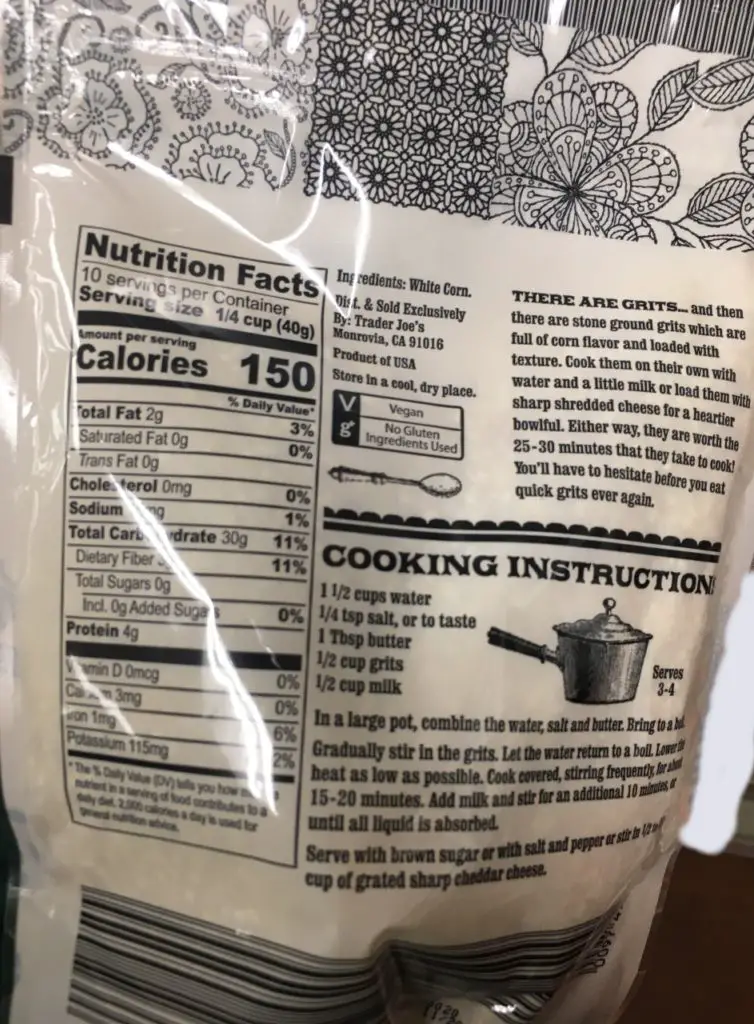 Nutrition Facts
10 servings per Container
Serving size 1/4 cup (40g)
Amount per serving
Calories 150
% Daily Value*
Total Fat 2g 3%
Saturated Fat 0g 0%
Trans Fat 0g
Cholesterol 0mg 0%
Sodium 1%
Total Carbohydrate 30g 11%
Dietary Fiber 11%
Total Sugars 0g
Incl. 0g Added Sugars 0%
Protein 4g
Vitamin D 0mcg 0%
Calcium 3mg 0%
Iron 1mg 6%
Potassium 115mg 2%
* The % Daily Value (DV) tells you how
nutrient in a serving of food contributes to a
daily diet. 2,000 calories a day is used for
general nutrition advice.
Ingredients: White Corn.
Dist. & Sold Exclusively
By: Trader Joe's
Monrovia, CA 91016
Product of USA
Store in a cool, dry place.
V Vegan
g No Gluten
Ingredients Used
THERE ARE GRITS... and then
there are stone ground grits which are
full of corn flavor and loaded with
texture. Cook them on their own with
water and a little milk or load them with
sharp shredded cheese for a heartier
bowlful. Either way, they are worth the
25-30 minutes that they take to cook!
You'll have to hesitate before you eat
quick grits ever again.
COOKING INSTRUCTION
1 1/2 cups water
1/4 tsp salt, or to taste
1 Tbsp butter
1/2 cup grits
1/2 cup milk
Serves
3-4
In a large pot, combine the water, salt and butter. Bring to a boil.
Gradually stir in the grits. Let the water return to a boil. Lower the
heat as low as possible. Cook covered, stirring frequently, for about
15-20 minutes. Add milk and stir for an additional 10 minutes, or
until all liquid is absorbed.
Serve with brown sugar or with salt and pepper or stir in 1/2
cup of grated sharp cheddar cheese.